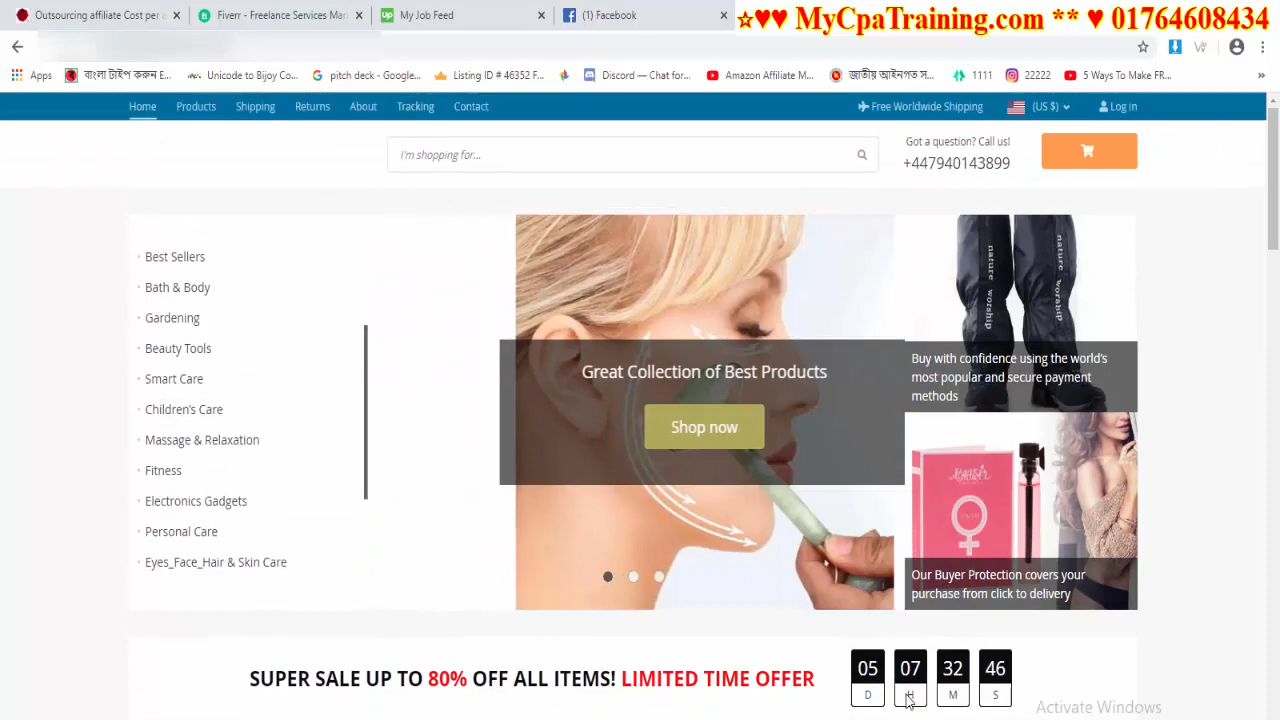 ☆♥♥ MyCpaTraining.com ** ♥ 01764608434
Outsourcing affiliate Cost per a
Fiverr - Freelance Services Mar
My Job Feed
(1) Facebook
Apps
বাংলা টাইপ করুন E...
Unicode to Bijoy Co...
pitch deck - Google...
Listing ID # 46352 F...
Discord — Chat for...
Amazon Affiliate M...
জাতীয় আইনগত স...
1111
22222
5 Ways To Make FR...
»
Home Products Shipping Returns About Tracking Contact
Free Worldwide Shipping (US $) Log in
I'm shopping for...
Got a question? Call us!
+447940143899
Best Sellers
Bath & Body
Gardening
Beauty Tools
Smart Care
Children's Care
Massage & Relaxation
Fitness
Electronics Gadgets
Personal Care
Eyes_Face_Hair & Skin Care
Great Collection of Best Products
Shop now
nature worship
nature worship
Buy with confidence using the world's
most popular and secure payment
methods
Our Buyer Protection covers your
purchase from click to delivery
SUPER SALE UP TO 80% OFF ALL ITEMS! LIMITED TIME OFFER
05 07 32 46
D H M S
Activate Windows